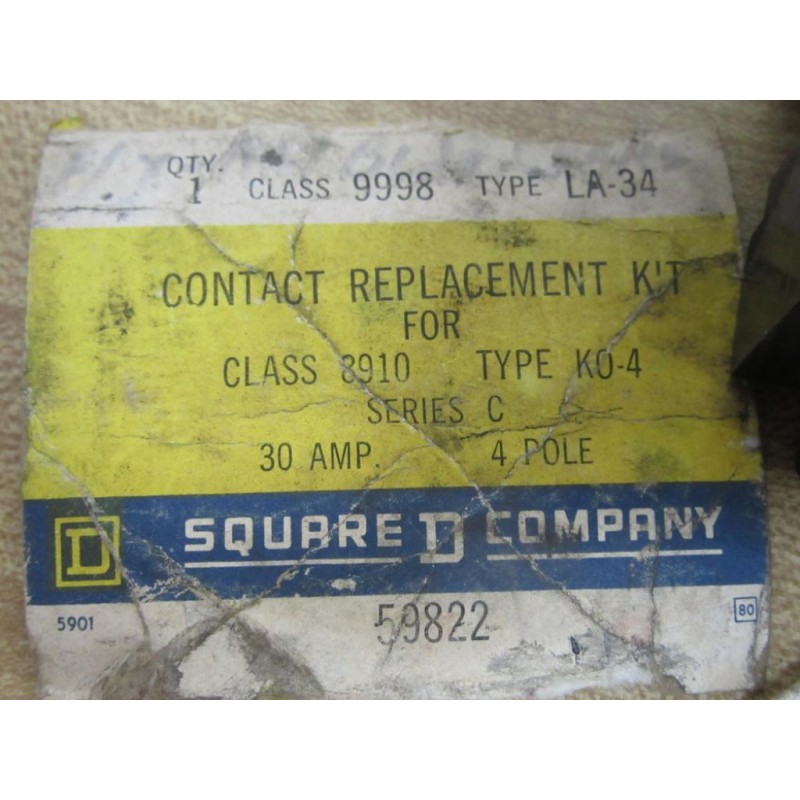 QTY.
1 CLASS 9998 TYPE LA-34
CONTACT REPLACEMENT KIT
FOR
CLASS 8910 TYPE KO-4
SERIES C
30 AMP. 4 POLE
D SQUARE D COMPANY
5901 59822 80